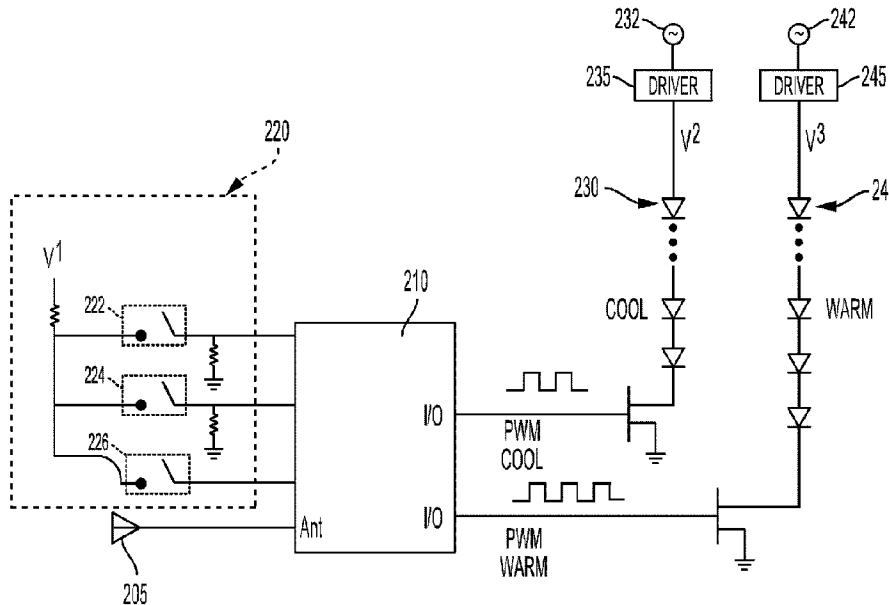 232
242
235
DRIVER
DRIVER
245
V2
V3
220
230
24
V1
222
210
COOL
WARM
224
I/O
PWM
COOL
226
I/O
Ant
PWM
WARM
205